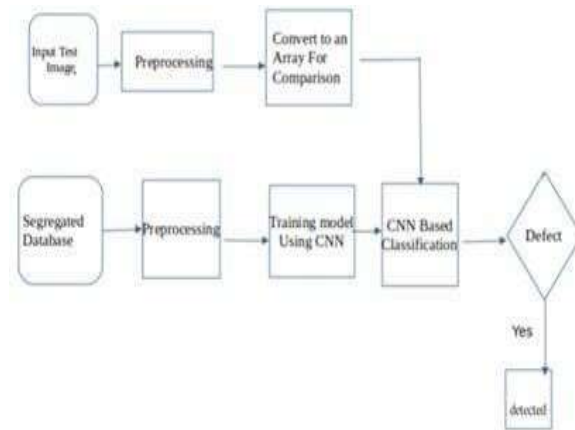 Input Test
Image
Preprocessing
Convert to an
Array For
Comparison
Segregated
Database
Preprocessing
Training model
Using CNN
CNN Based
Classification
Defect
Yes
detected